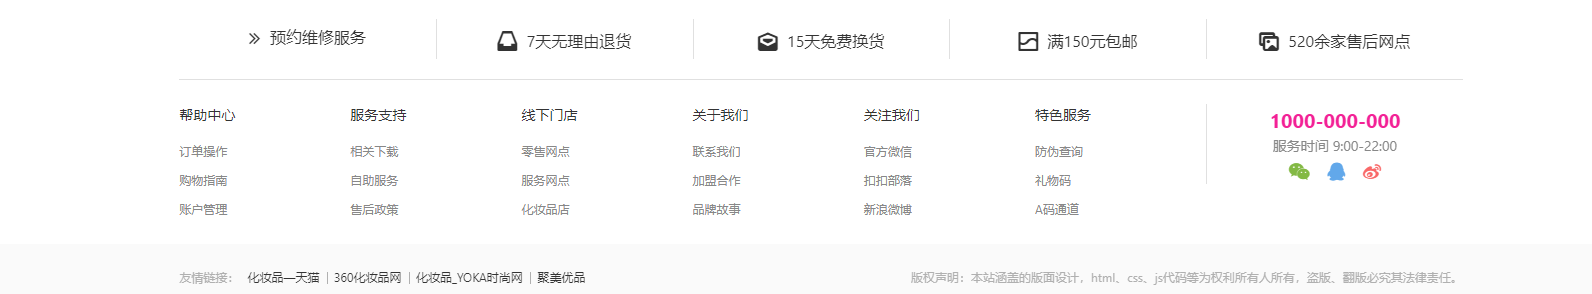 预约维修服务 7天无理由退货 15天免费换货 满150元包邮 520余家售后网点
帮助中心 服务支持 线下门店 关于我们 关注我们 特色服务
1000-000-000
订单操作 相关下载 零售网点 联系我们 官方微信 防伪查询
服务时间 9:00-22:00
购物指南 自助服务 服务网点 加盟合作 扣扣部落 礼物码
账户管理 售后政策 化妆品店 品牌故事 新浪微博 A码通道
友情链接： 化妆品—天猫 | 360化妆品网 | 化妆品_YOKA时尚网 | 聚美优品 版权声明：本站涵盖的版面设计，html、css、js代码等为权利所有人所有，盗版、翻版必究其法律责任。